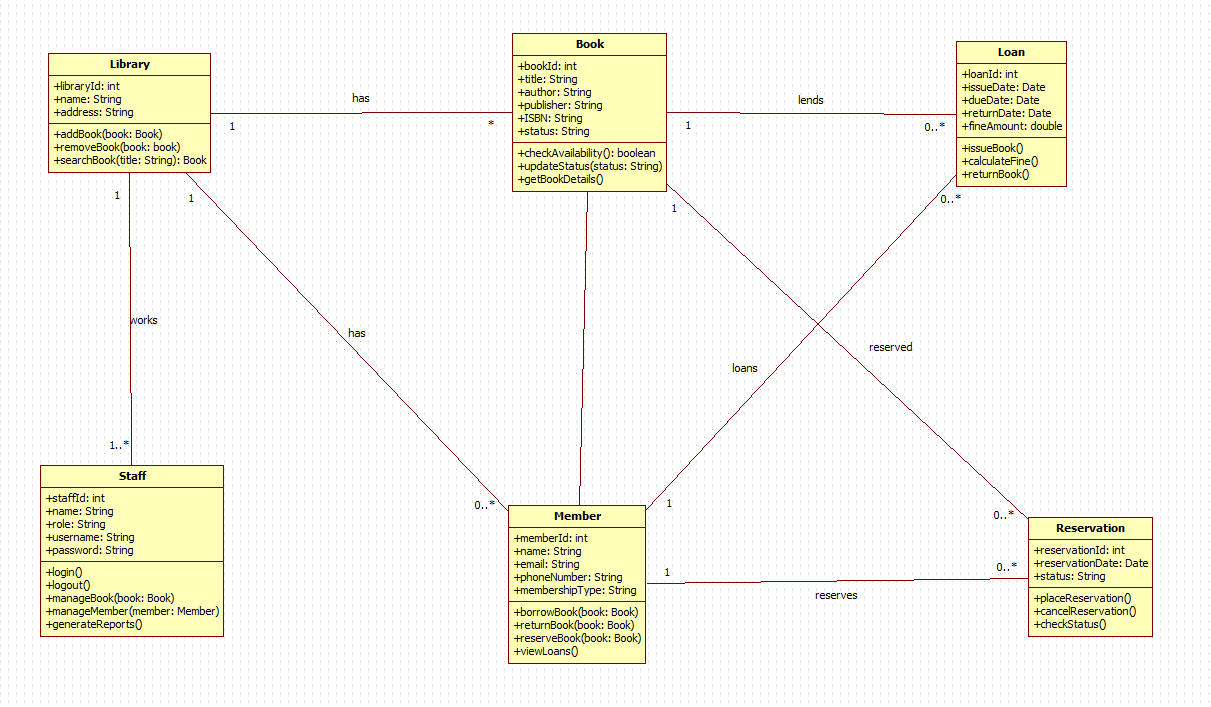 Library
+libraryId: int
+name: String
+address: String
+addBook(book: Book)
+removeBook(book: book)
+searchBook(title: String): Book
has
1
*
Book
+bookId: int
+title: String
+author: String
+publisher: String
+ISBN: String
+status: String
+checkAvailability(): boolean
+updateStatus(status: String)
+getBookDetails()
lends
1
0..*
Loan
+loanId: int
+issueDate: Date
+dueDate: Date
+returnDate: Date
+fineAmount: double
+issueBook()
+calculateFine()
+returnBook()
1
1
1
0..*
works
has
loans
reserved
1..*
0..*
1
0..*
Staff
+staffId: int
+name: String
+role: String
+username: String
+password: String
+login()
+logout()
+manageBook(book: Book)
+manageMember(member: Member)
+generateReports()
Member
+memberId: int
+name: String
+email: String
+phoneNumber: String
+membershipType: String
+borrowBook(book: Book)
+returnBook(book: Book)
+reserveBook(book: Book)
+viewLoans()
1
0..*
reserves
Reservation
+reservationId: int
+reservationDate: Date
+status: String
+placeReservation()
+cancelReservation()
+checkStatus()